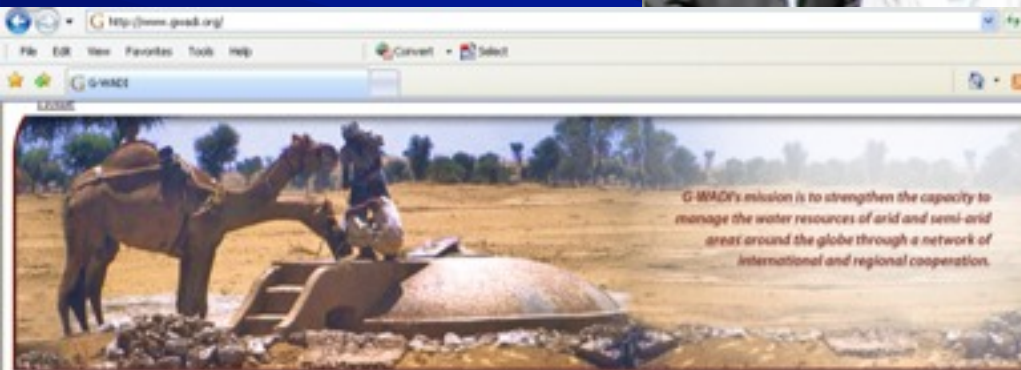 http://www.gwadi.org/
File Edit View Favorites Tools Help
Convert Select
G-WADI
G-WADI's mission is to strengthen the capacity to
manage the water resources of arid and semi-arid
areas around the globe through a network of
international and regional cooperation.